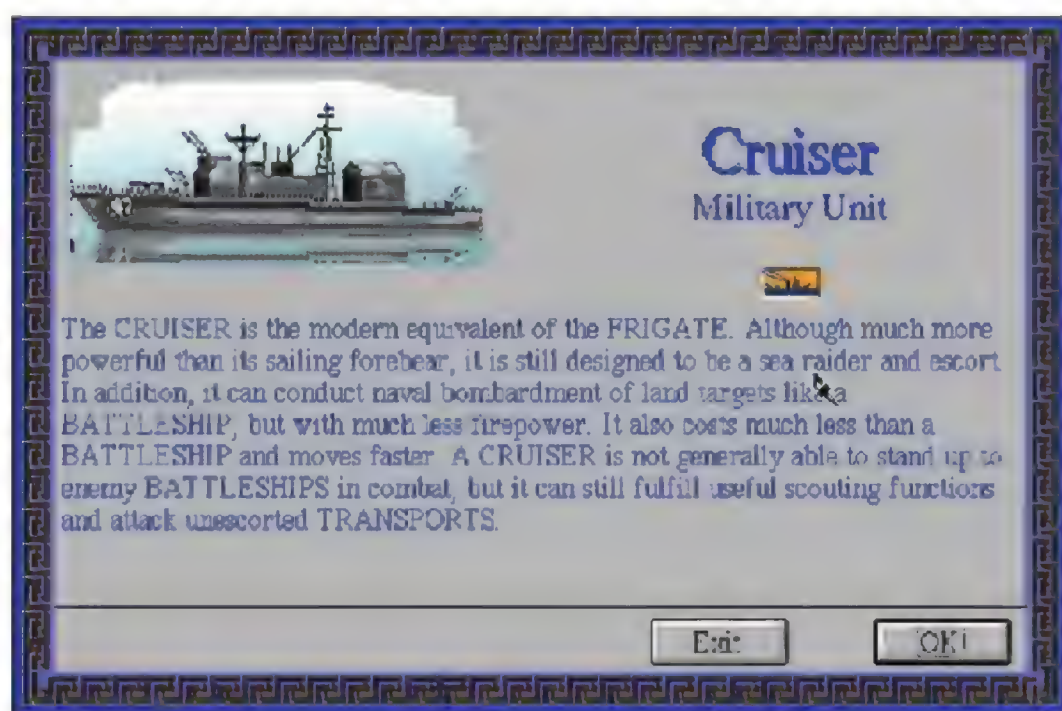 Cruiser
Military Unit
The CRUISER is the modern equivalent of the FRIGATE. Although much more
powerful than its sailing forebear, it is still designed to be a sea raider and escort.
In addition, it can conduct naval bombardment of land targets like a
BATTLESHIP, but with much less firepower. It also costs much less than a
BATTLESHIP and moves faster. A CRUISER is not generally able to stand up to
enemy BATTLESHIPS in combat, but it can still fulfill useful scouting functions
and attack unescorted TRANSPORTS.
Exit OK!